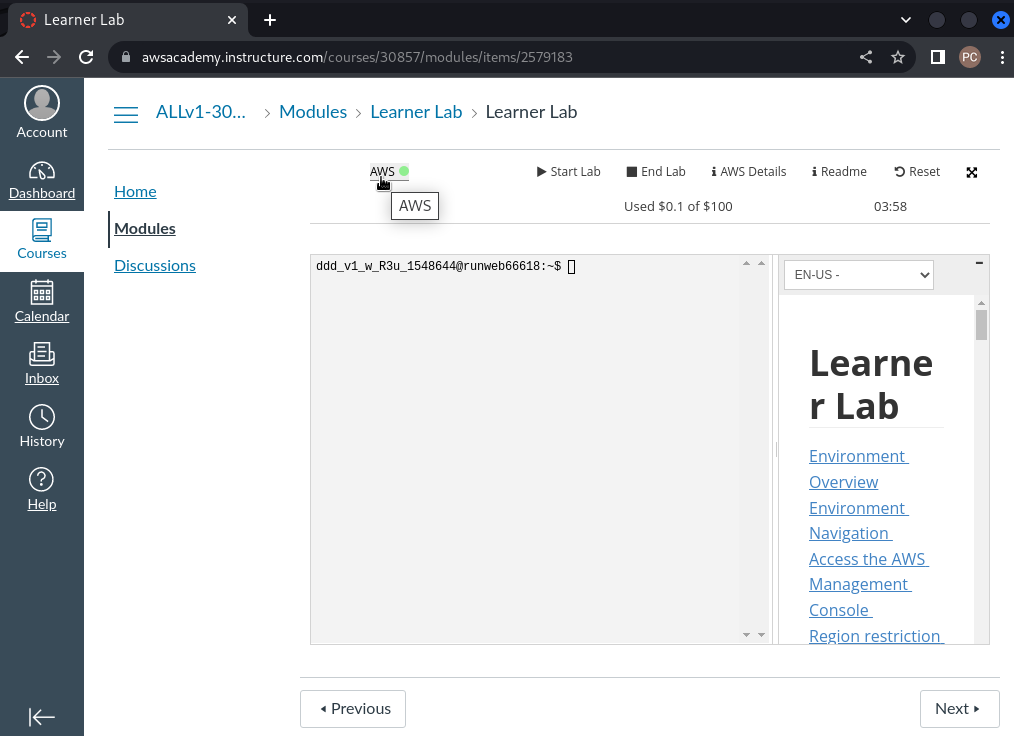 Learner Lab
awsacademy.instructure.com/courses/30857/modules/items/2579183
PC
Account
Dashboard
Courses
Calendar
Inbox
History
Help
ALLv1-30... > Modules > Learner Lab > Learner Lab
Home
Modules
Discussions
AWS
Start Lab
End Lab
AWS Details
Readme
Reset
AWS
Used $0.1 of $100
03:58
ddd_v1_w_R3u_1548644@runweb66618:~$
EN-US -
Learne
r Lab
Environment
Overview
Environment
Navigation
Access the AWS
Management
Console
Region restriction
Previous
Next